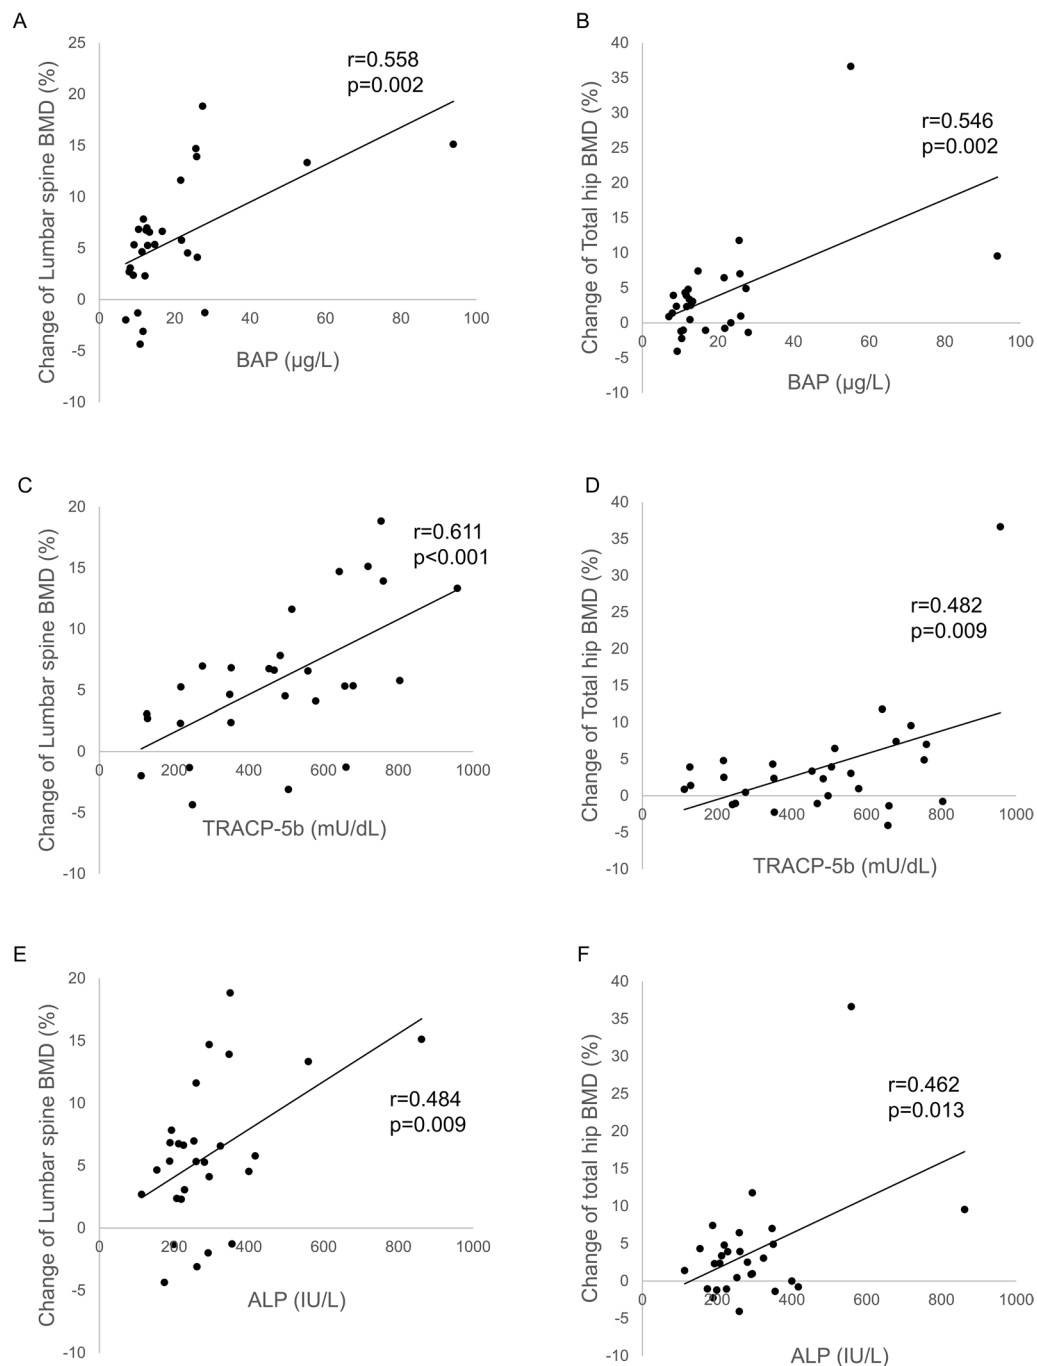 A
Change of Lumbar spine BMD (%)
25
20
15
10
5
0
-5
-10
0 20 40 60 80 100
BAP (µg/L)
r=0.558
p=0.002
B
Change of Total hip BMD (%)
40
35
30
25
20
15
10
5
0
-5
-10
0 20 40 60 80 100
BAP (µg/L)
r=0.546
p=0.002
C
Change of Lumbar spine BMD (%)
20
15
10
5
0
-5
-10
0 200 400 600 800 1000
TRACP-5b (mU/dL)
r=0.611
p<0.001
D
Change of Total hip BMD (%)
40
35
30
25
20
15
10
5
0
-5
-10
0 200 400 600 800 1000
TRACP-5b (mU/dL)
r=0.482
p=0.009
E
Change of Lumbar spine BMD (%)
20
15
10
5
0
-5
-10
0 200 400 600 800 1000
ALP (IU/L)
r=0.484
p=0.009
F
Change of total hip BMD (%)
40
35
30
25
20
15
10
5
0
-5
-10
0 200 400 600 800 1000
ALP (IU/L)
r=0.462
p=0.013